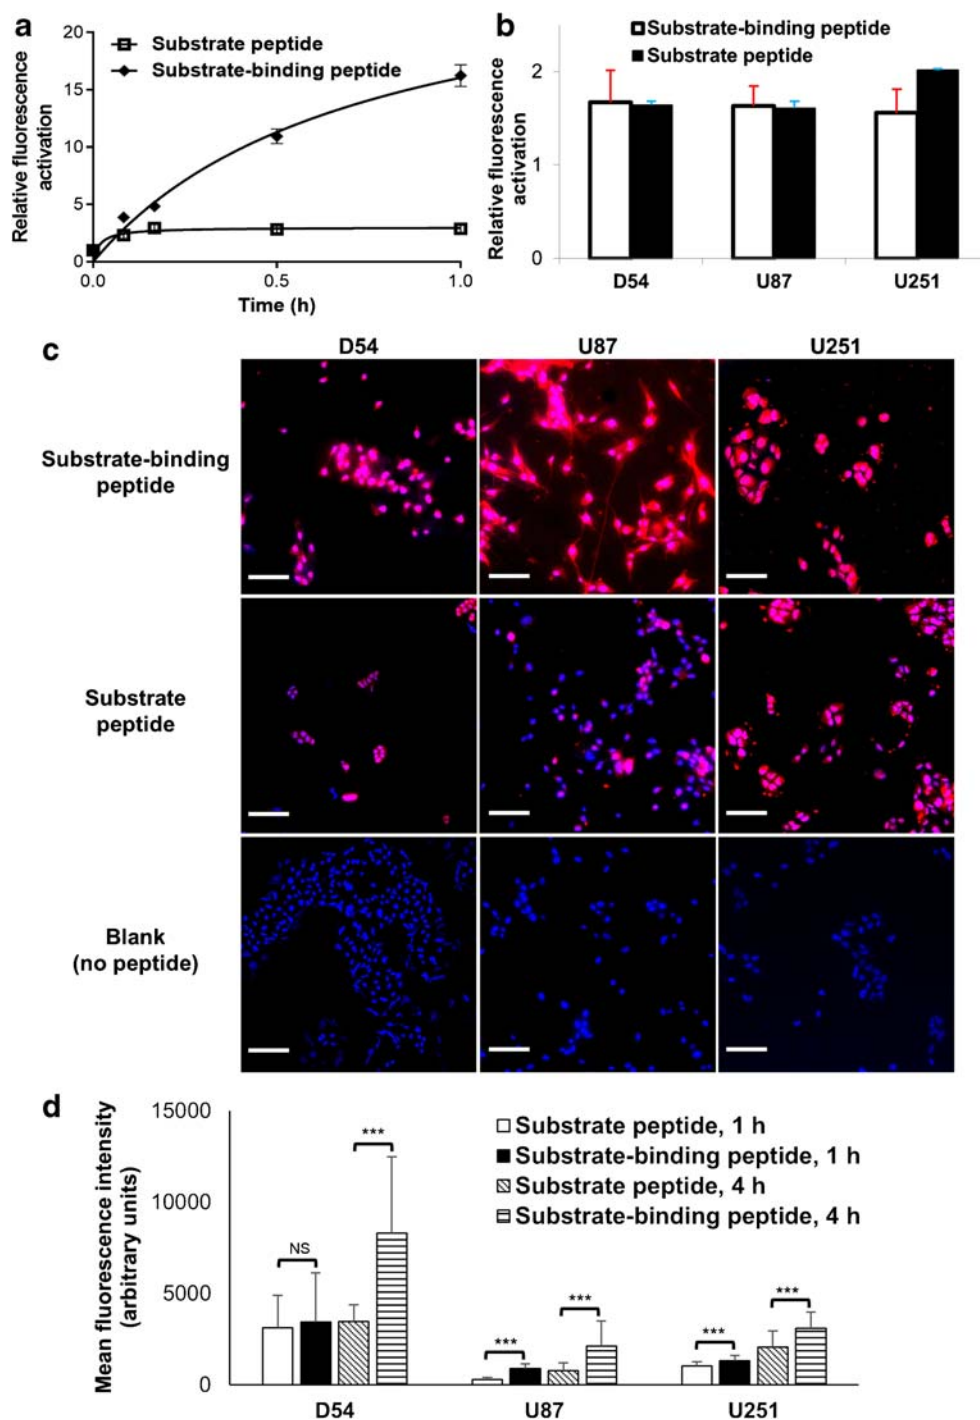 a
20
15
10
5
0
Relative fluorescence
activation
Substrate peptide
Substrate-binding peptide
0.0
0.5
1.0
Time (h)
b
Substrate-binding peptide
Substrate peptide
2
1
0
Relative fluorescence
activation
D54
U87
U251
c
D54
U87
U251
Substrate-binding
peptide
Substrate
peptide
Blank
(no peptide)
d
15000
10000
5000
0
Mean fluorescence intensity
(arbitrary units)
Substrate peptide, 1 h
Substrate-binding peptide, 1 h
Substrate peptide, 4 h
Substrate-binding peptide, 4 h
NS
***
***
***
***
***
D54
U87
U251